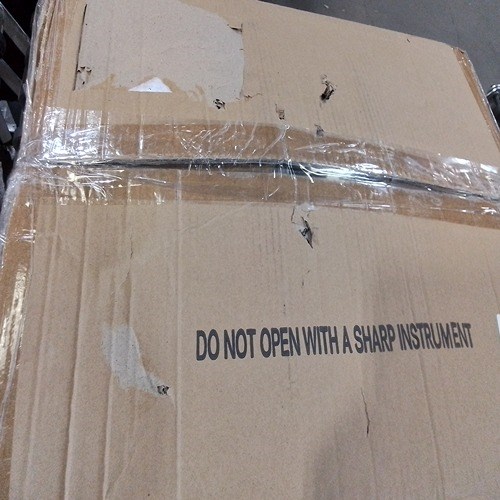 DO NOT OPEN WITH A SHARP INSTRUMENT